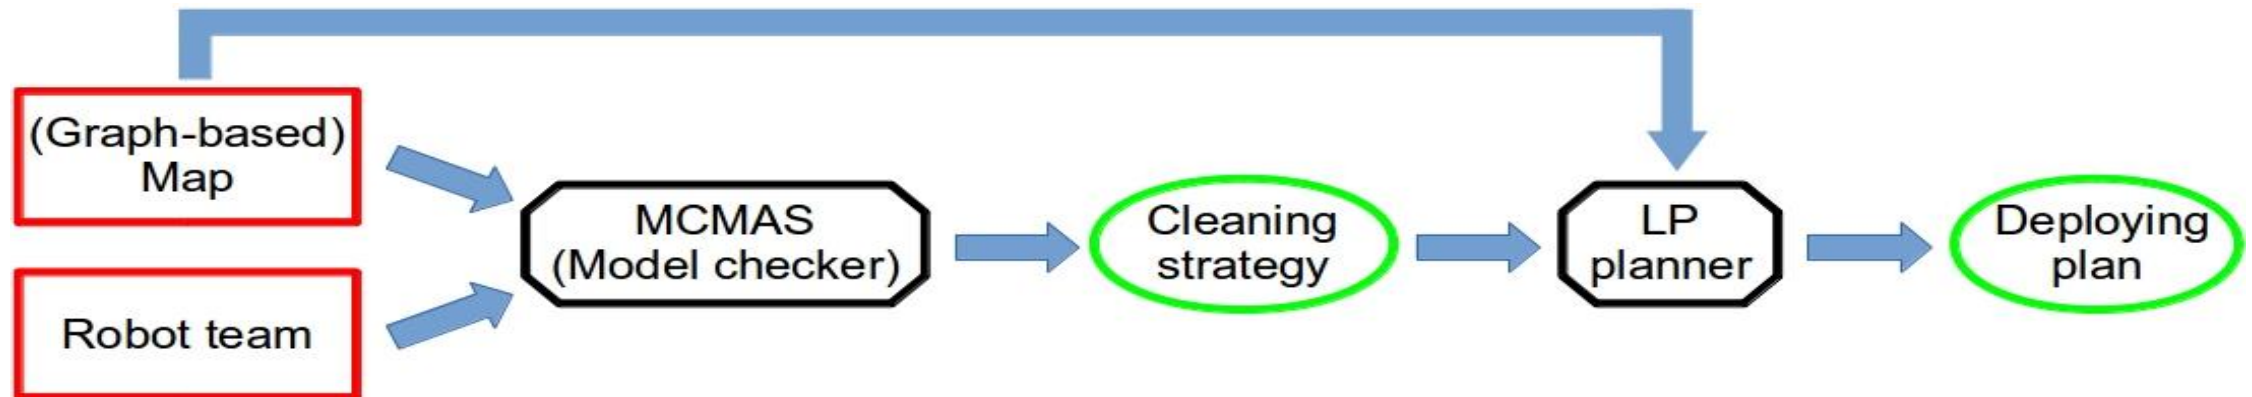 (Graph-based)
Map
Robot team
MCMAS
(Model checker)
Cleaning
strategy
LP
planner
Deploying
plan